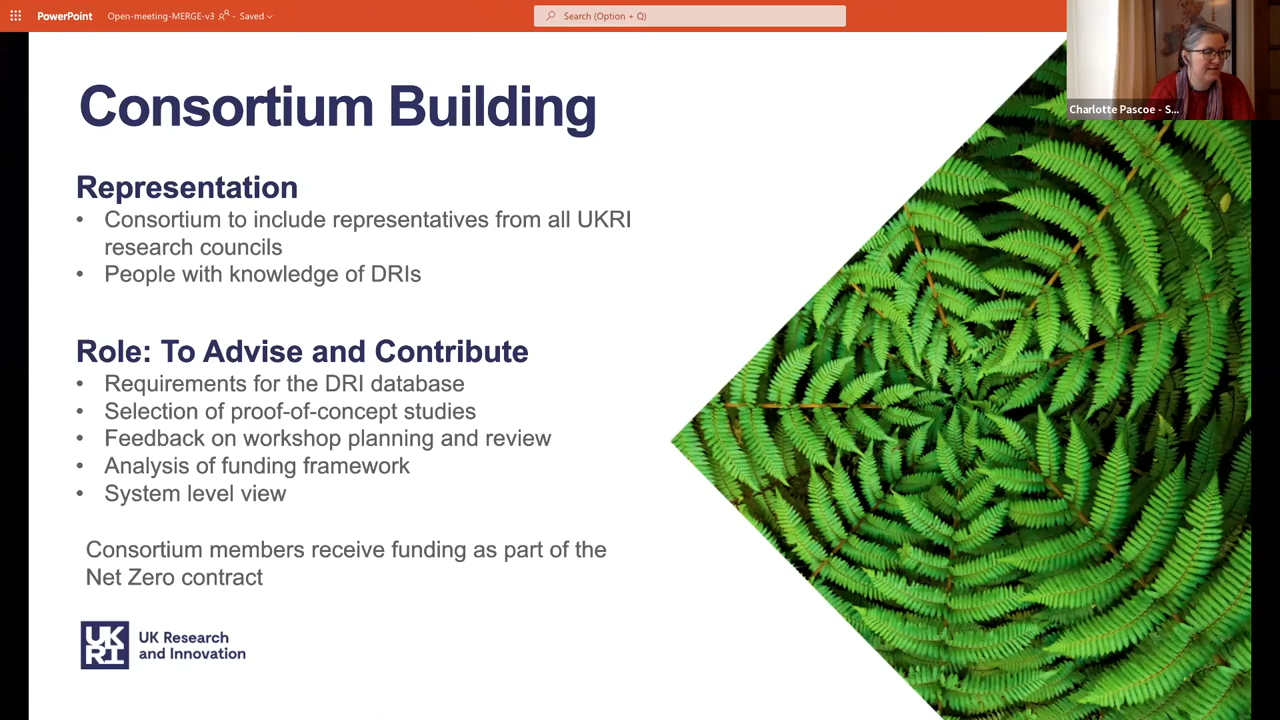 PowerPoint
Open-meeting-MERGE-v3 - Saved
Search (Option + Q)
Charlotte Pascoe - S...
Consortium Building
Representation
• Consortium to include representatives from all UKRI
research councils
• People with knowledge of DRIs
Role: To Advise and Contribute
• Requirements for the DRI database
• Selection of proof-of-concept studies
• Feedback on workshop planning and review
• Analysis of funding framework
• System level view
Consortium members receive funding as part of the
Net Zero contract
UK
RI
UK Research
and Innovation